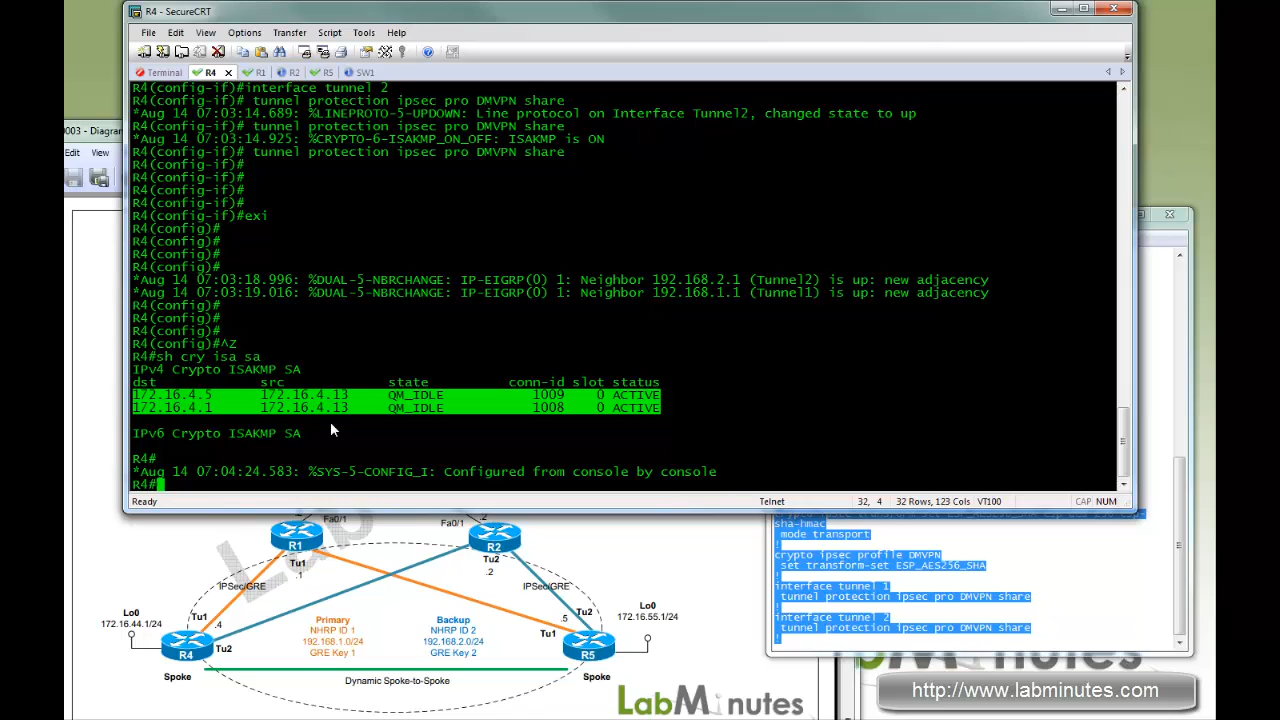 R4 - SecureCRT
File Edit View Options Transfer Script Tools Help
Terminal R4 R1 R2 R5 SW1
R4(config-if)#interface tunnel 2
R4(config-if)# tunnel protection ipsec pro DMVPN share
*Aug 14 07:03:14.689: %LINEPROTO-5-UPDOWN: Line protocol on Interface Tunnel2, changed state to up
R4(config-if)# tunnel protection ipsec pro DMVPN share
*Aug 14 07:03:14.925: %CRYPTO-6-ISAKMP_ON_OFF: ISAKMP is ON
R4(config-if)# tunnel protection ipsec pro DMVPN share
R4(config-if)#
R4(config-if)#
R4(config-if)#
R4(config-if)#
R4(config-if)#exi
R4(config)#
R4(config)#
R4(config)#
R4(config)#
*Aug 14 07:03:18.996: %DUAL-5-NBRCHANGE: IP-EIGRP(0) 1: Neighbor 192.168.2.1 (Tunnel2) is up: new adjacency
*Aug 14 07:03:19.016: %DUAL-5-NBRCHANGE: IP-EIGRP(0) 1: Neighbor 192.168.1.1 (Tunnel1) is up: new adjacency
R4(config)#
R4(config)#
R4(config)#
R4(config)#^Z
R4#sh cry isa sa
IPv4 Crypto ISAKMP SA
dst src state conn-id slot status
172.16.4.5 172.16.4.13 QM_IDLE 1009 0 ACTIVE
172.16.4.1 172.16.4.13 QM_IDLE 1008 0 ACTIVE
IPv6 Crypto ISAKMP SA
R4#
*Aug 14 07:04:24.583: %SYS-5-CONFIG_I: Configured from console by console
R4#
Ready Telnet 32, 4 32 Rows, 123 Cols VT100 CAP NUM
0003 - Diagram
Edit View
sha-hmac
mode transport
!
crypto ipsec profile DMVPN
set transform-set ESP_AES256_SHA
!
interface tunnel 1
tunnel protection ipsec pro DMVPN share
!
interface tunnel 2
tunnel protection ipsec pro DMVPN share
!
Fa0/1 Fa0/1 .2
R1 R2
Tu1 Tu2
.1 .2
IPSec/GRE IPSec/GRE
Lab
Lo0 Lo0
172.16.44.1/24 172.16.55.1/24
Tu1 .4 .5 Tu2
Primary Backup
NHRP ID 1 NHRP ID 2
192.168.1.0/24 192.168.2.0/24
GRE Key 1 GRE Key 2
Tu1
R4 Tu2 R5
Spoke Spoke
Dynamic Spoke-to-Spoke
LabMinutes
http://www.labminutes.com